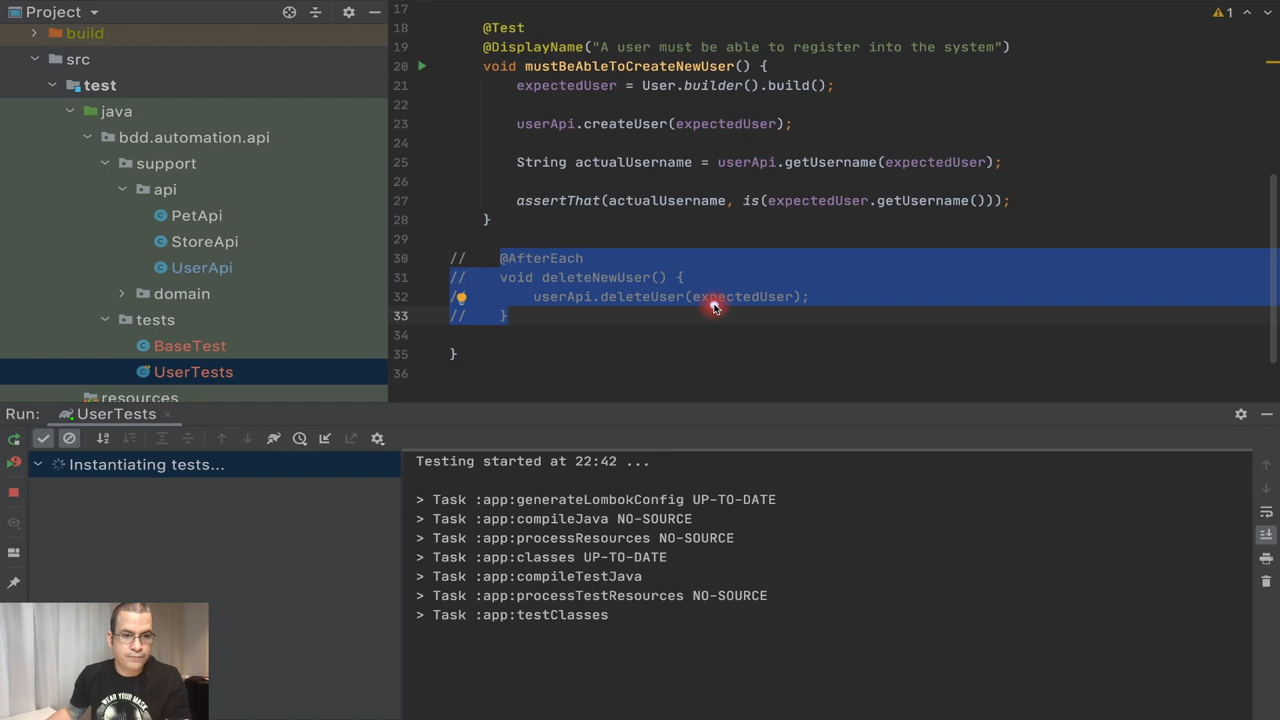 Project
build
src
test
java
bdd.automation.api
support
api
PetApi
StoreApi
UserApi
domain
tests
BaseTest
UserTests
resources
1
17
18 @Test
19 @DisplayName("A user must be able to register into the system")
20 void mustBeAbleToCreateNewUser() {
21 expectedUser = User.builder().build();
22
23 userApi.createUser(expectedUser);
24
25 String actualUsername = userApi.getUsername(expectedUser);
26
27 assertThat(actualUsername, is(expectedUser.getUsername()));
28 }
29
30 // @AfterEach
31 // void deleteNewUser() {
32 // userApi.deleteUser(expectedUser);
33 // }
34
35 }
36
Run: UserTests
Instantiating tests...
Testing started at 22:42 ...
> Task :app:generateLombokConfig UP-TO-DATE
> Task :app:compileJava NO-SOURCE
> Task :app:processResources NO-SOURCE
> Task :app:classes UP-TO-DATE
> Task :app:compileTestJava
> Task :app:processTestResources NO-SOURCE
> Task :app:testClasses
WEAR YOUR MASK